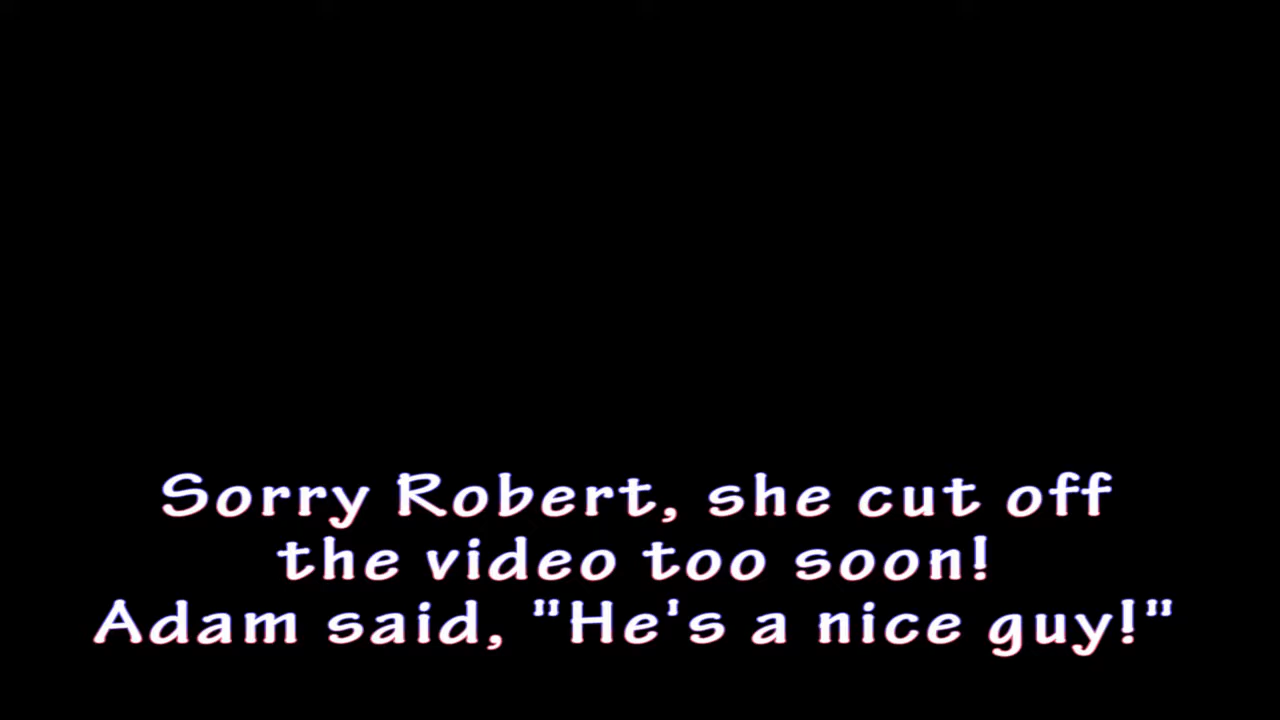 Sorry Robert, she cut off
the video too soon!
Adam said, "He's a nice guy!"